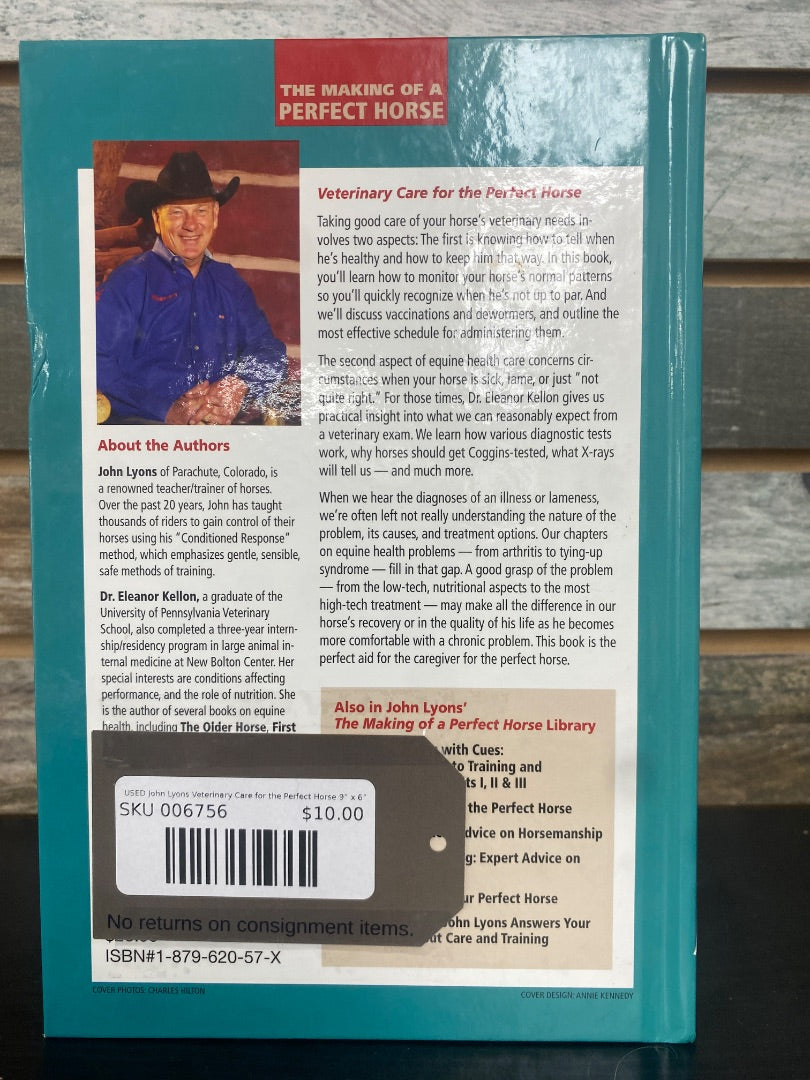 THE MAKING OF A
PERFECT HORSE
Veterinary Care for the Perfect Horse
Taking good care of your horse's veterinary needs in-
volves two aspects: The first is knowing how to tell when
he's healthy and how to keep him that way. In this book,
you'll learn how to monitor your horse's normal patterns
so you'll quickly recognize when he's not up to par. And
we'll discuss vaccinations and dewormers, and outline the
most effective schedule for administering them.
The second aspect of equine health care concerns cir-
cumstances when your horse is sick, lame, or just "not
quite right." For those times, Dr. Eleanor Kellon gives us
practical insight into what we can reasonably expect from
a veterinary exam. We learn how various diagnostic tests
work, why horses should get Coggins-tested, what X-rays
will tell us — and much more.
When we hear the diagnoses of an illness or lameness,
we're often left not really understanding the nature of the
problem, its causes, and treatment options. Our chapters
on equine health problems — from arthritis to tying-up
syndrome — fill in that gap. A good grasp of the problem
— from the low-tech, nutritional aspects to the most
high-tech treatment — may make all the difference in our
horse's recovery or in the quality of his life as he becomes
more comfortable with a chronic problem. This book is the
perfect aid for the caregiver for the perfect horse.
About the Authors
John Lyons of Parachute, Colorado, is
a renowned teacher/trainer of horses.
Over the past 20 years, John has taught
thousands of riders to gain control of their
horses using his "Conditioned Response"
method, which emphasizes gentle, sensible,
safe methods of training.
Dr. Eleanor Kellon, a graduate of the
University of Pennsylvania Veterinary
School, also completed a three-year intern-
ship/residency program in large animal in-
ternal medicine at New Bolton Center. Her
special interests are conditions affecting
performance, and the role of nutrition. She
is the author of several books on equine
health, including The Older Horse, First
Also in John Lyons'
The Making of a Perfect Horse Library
with Cues:
to Training and
I, II & III
the Perfect Horse
on Horsemanship
Expert Advice on
Perfect Horse
John Lyons Answers Your
Care and Training
USED John Lyons Veterinary Care for the Perfect Horse 9" x 6"
SKU 006756 $10.00
No returns on consignment items.
ISBN#1-879-620-57-X
COVER PHOTOS: CHARLES HILTON
COVER DESIGN: ANNIE KENNEDY